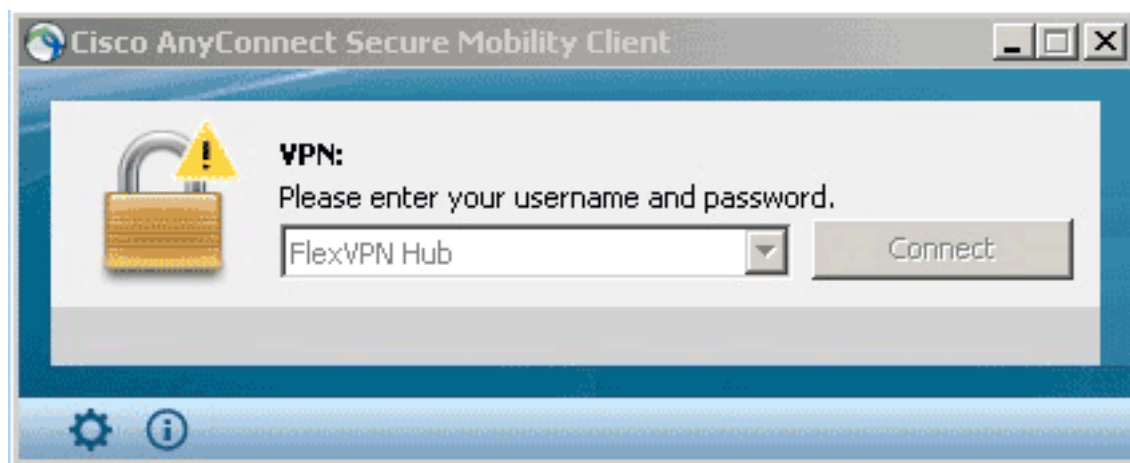 Cisco AnyConnect Secure Mobility Client
VPN:
Please enter your username and password.
FlexVPN Hub
Connect